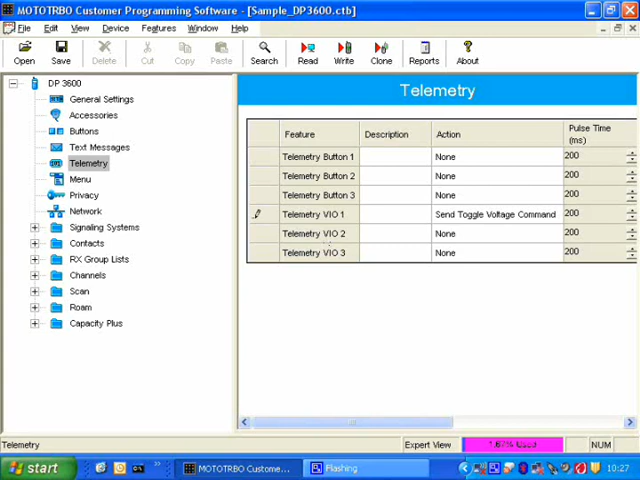 MOTOTRBO Customer Programming Software - [Sample_DP3600.ctb]
File Edit View Device Features Window Help
Open Save Delete Cut Copy Paste Search Read Write Clone Reports About
DP 3600
General Settings
Accessories
Buttons
Text Messages
Telemetry
Menu
Privacy
Network
Signaling Systems
Contacts
RX Group Lists
Channels
Scan
Roam
Capacity Plus
Telemetry
Feature Description Action Pulse Time (ms)
Telemetry Button 1 None 200
Telemetry Button 2 None 200
Telemetry Button 3 None 200
Telemetry VIO 1 Send Toggle Voltage Command 200
Telemetry VIO 2 None 200
Telemetry VIO 3 None 200
Telemetry Expert View 1.67% Used NUM
start MOTOTRBO Custome... Flashing 10:27